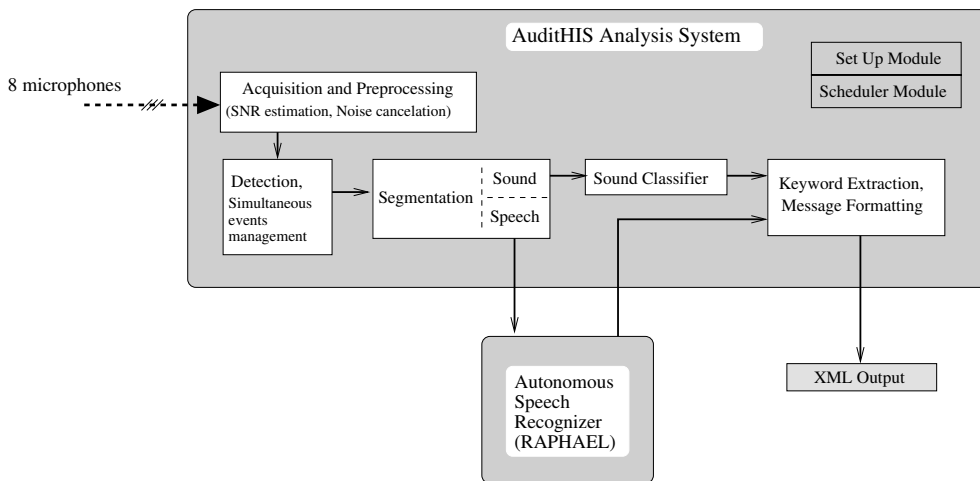 AuditHIS Analysis System
Set Up Module
Scheduler Module
8 microphones
Acquisition and Preprocessing
(SNR estimation, Noise cancelation)
Detection,
Simultaneous
events
management
Segmentation
Sound
Speech
Sound Classifier
Keyword Extraction,
Message Formatting
Autonomous
Speech
Recognizer
(RAPHAEL)
XML Output